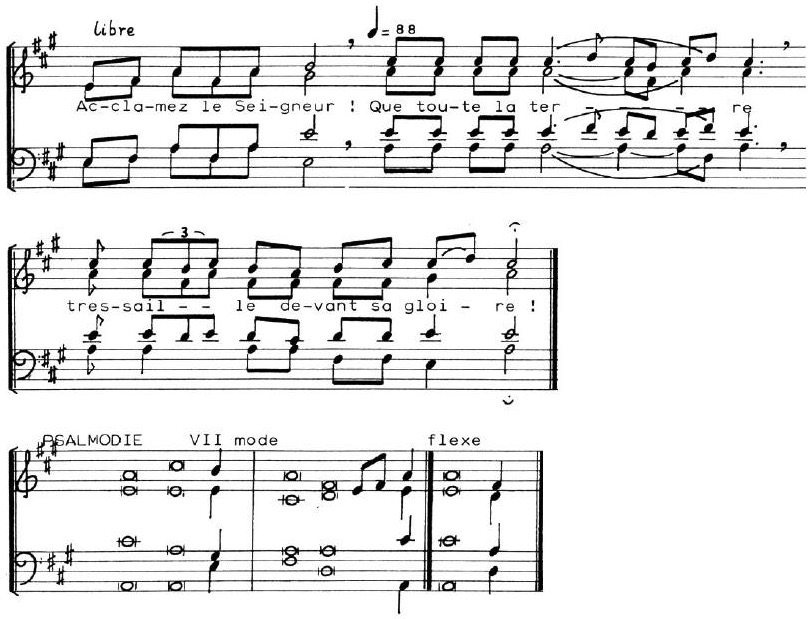 libre ♩=88
Ac-cla-mez le Sei-gneur ! Que tou-te la ter - - - - re
3
tres-sail - - le de-vant sa gloi - re !
PSALMODIE VII mode flexe